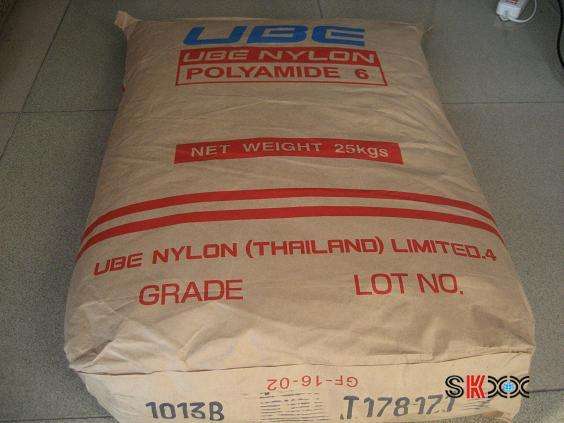 UBE
UBE NYLON
POLYAMIDE 6
NET WEIGHT 25kgs
UBE NYLON (THAILAND) LIMITED.4
GRADE LOT NO.
GF-16-02
1013B
SKXX